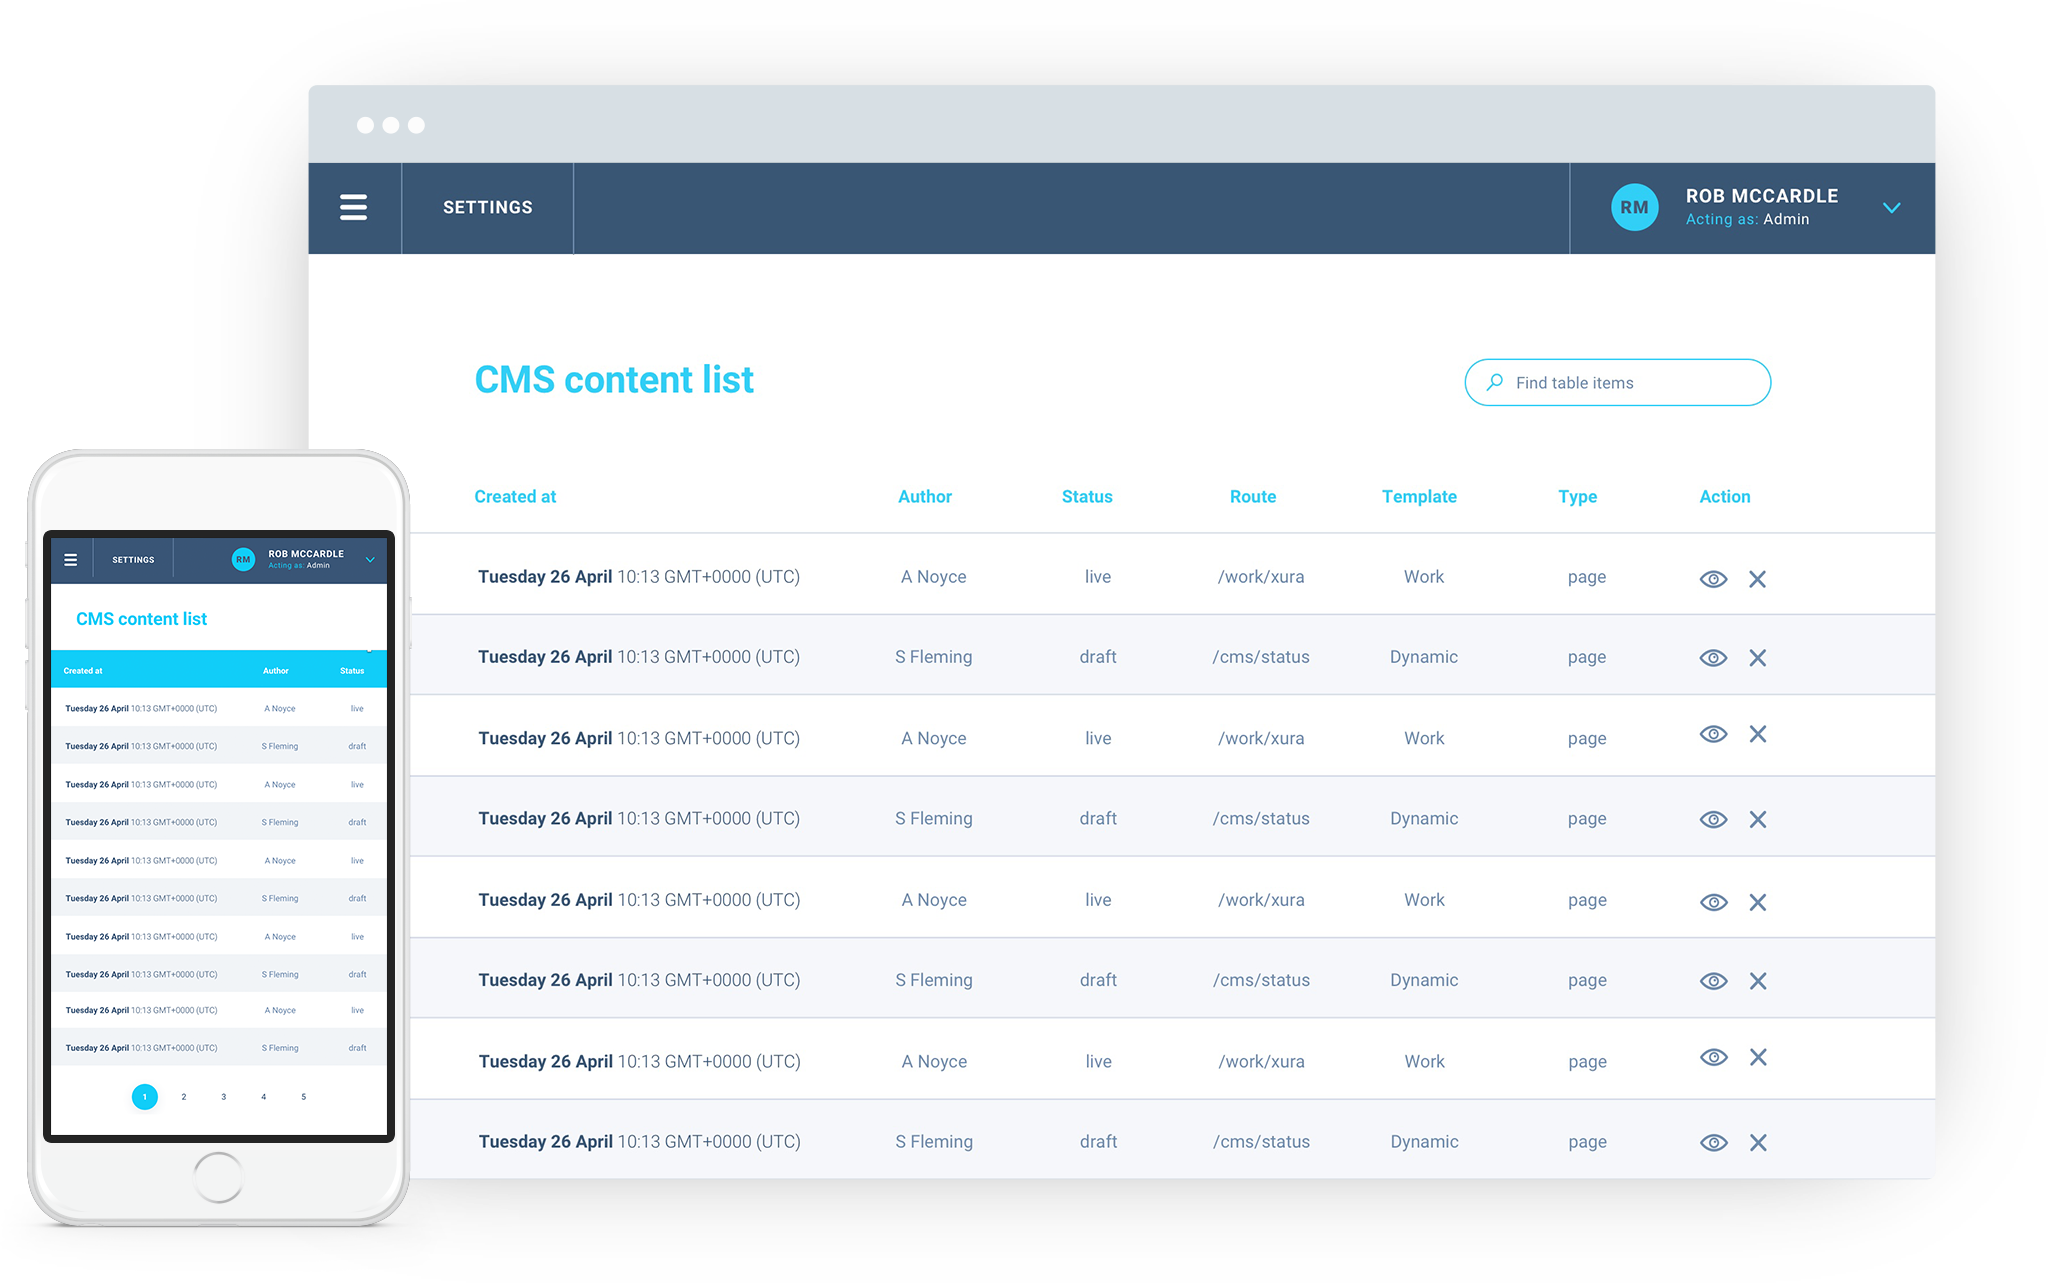 SETTINGS
RM
ROB MCCARDLE
Acting as: Admin
CMS content list
Find table items
Created at Author Status Route Template Type Action
Tuesday 26 April 10:13 GMT+0000 (UTC) A Noyce live /work/xura Work page
Tuesday 26 April 10:13 GMT+0000 (UTC) S Fleming draft /cms/status Dynamic page
Tuesday 26 April 10:13 GMT+0000 (UTC) A Noyce live /work/xura Work page
Tuesday 26 April 10:13 GMT+0000 (UTC) S Fleming draft /cms/status Dynamic page
Tuesday 26 April 10:13 GMT+0000 (UTC) A Noyce live /work/xura Work page
Tuesday 26 April 10:13 GMT+0000 (UTC) S Fleming draft /cms/status Dynamic page
Tuesday 26 April 10:13 GMT+0000 (UTC) A Noyce live /work/xura Work page
Tuesday 26 April 10:13 GMT+0000 (UTC) S Fleming draft /cms/status Dynamic page
SETTINGS
RM
ROB MCCARDLE
Acting as: Admin
CMS content list
Created at Author Status
Tuesday 26 April 10:13 GMT+0000 (UTC) A Noyce live
Tuesday 26 April 10:13 GMT+0000 (UTC) S Fleming draft
Tuesday 26 April 10:13 GMT+0000 (UTC) A Noyce live
Tuesday 26 April 10:13 GMT+0000 (UTC) S Fleming draft
Tuesday 26 April 10:13 GMT+0000 (UTC) A Noyce live
Tuesday 26 April 10:13 GMT+0000 (UTC) S Fleming draft
Tuesday 26 April 10:13 GMT+0000 (UTC) A Noyce live
Tuesday 26 April 10:13 GMT+0000 (UTC) S Fleming draft
Tuesday 26 April 10:13 GMT+0000 (UTC) A Noyce live
Tuesday 26 April 10:13 GMT+0000 (UTC) S Fleming draft
1 2 3 4 5